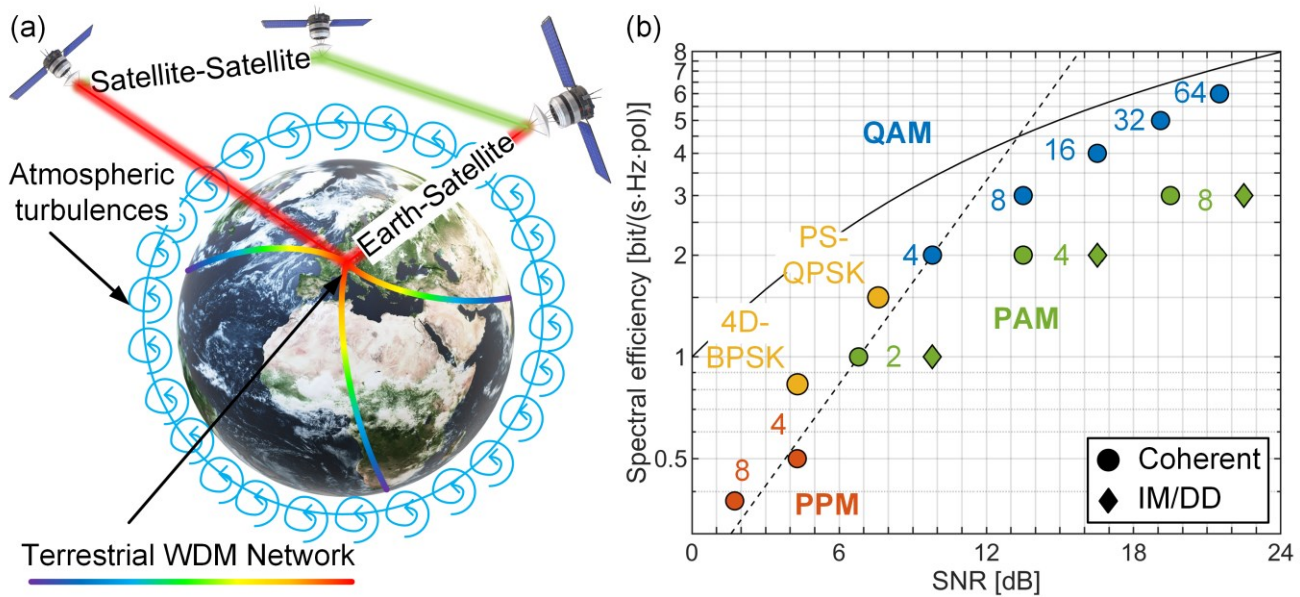 (a)
Satellite-Satellite
Earth-Satellite
Atmospheric
turbulences
Terrestrial WDM Network
(b)
Spectral efficiency [bit/(s·Hz·pol)]
8
7
6
5
4
3
2
1
0.5
0
6
12
18
24
SNR [dB]
QAM
64
32
16
8
4
PS-
QPSK
4D-
BPSK
PAM
8
4
2
PPM
4
8
Coherent
IM/DD